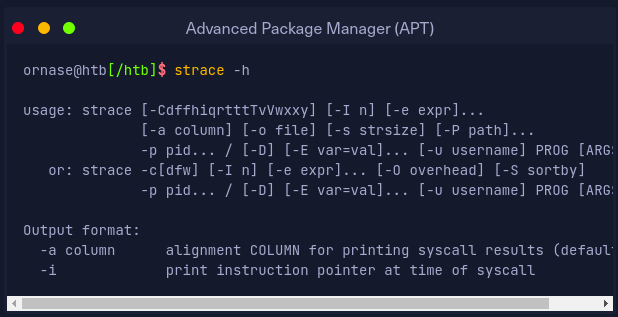 Advanced Package Manager (APT)
ornase@htb[/htb]$ strace -h
usage: strace [-CdffhiqrtttTvVwxxy] [-I n] [-e expr]...
[-a column] [-o file] [-s strsize] [-P path]...
-p pid... / [-D] [-E var=val]... [-u username] PROG [ARGS
or: strace -c[dfw] [-I n] [-e expr]... [-O overhead] [-S sortby]
-p pid... / [-D] [-E var=val]... [-u username] PROG [ARGS
Output format:
-a column alignment COLUMN for printing syscall results (default
-i print instruction pointer at time of syscall